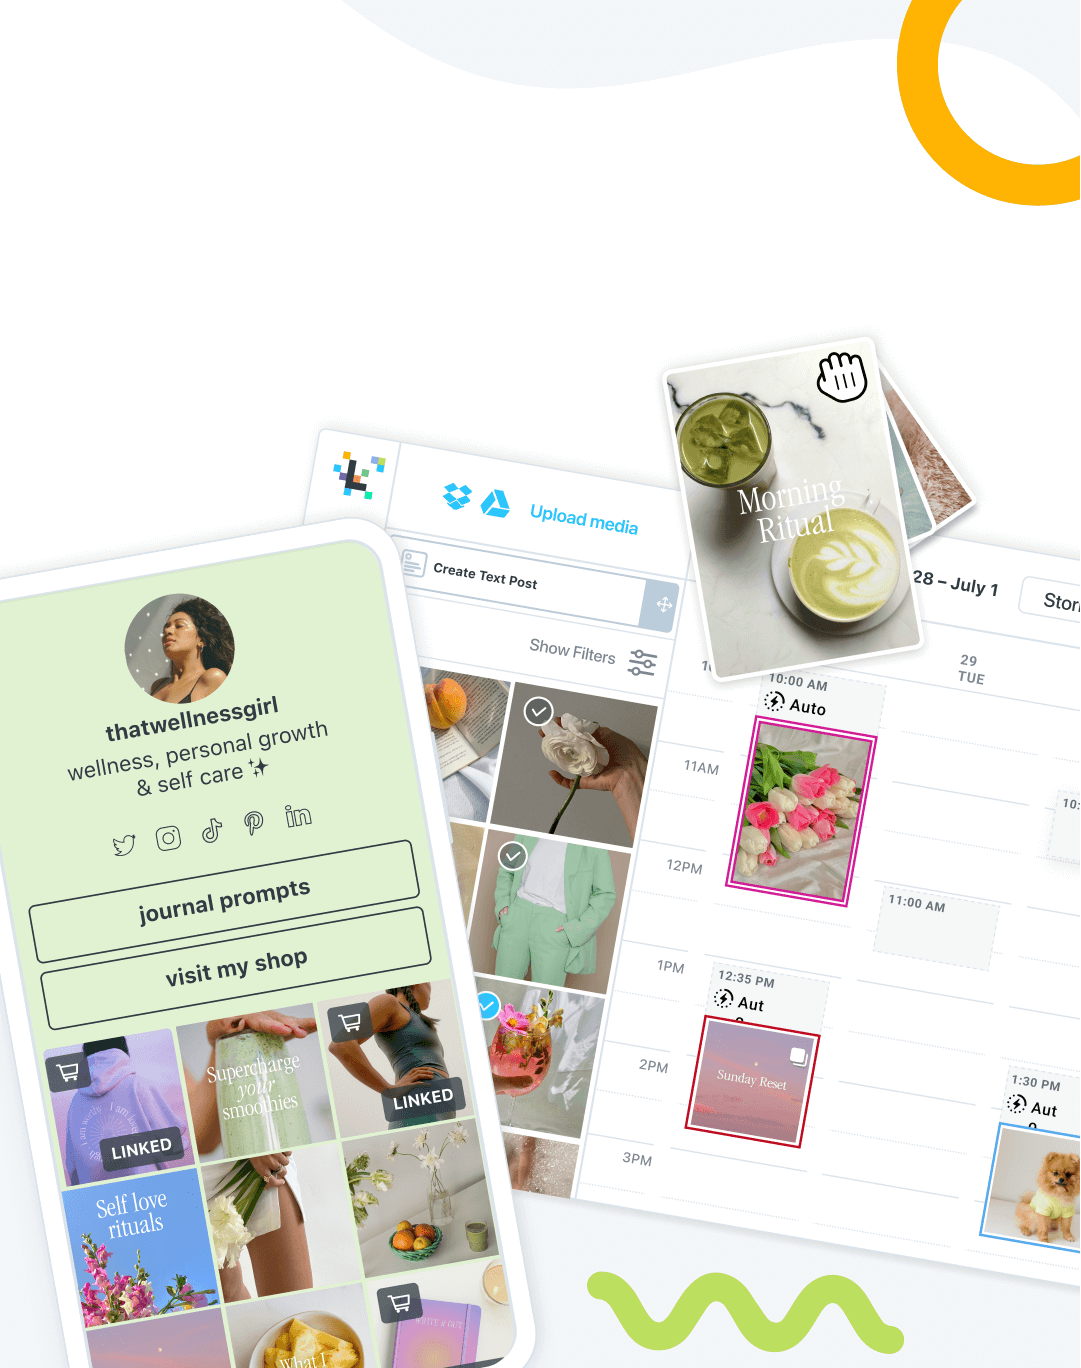 Upload media
Create Text Post
Show Filters
Morning
Ritual
28 – July 1
29
TUE
10:00 AM
Auto
11AM
12PM
11:00 AM
1PM
12:35 PM
Aut
Sunday Reset
2PM
1:30 PM
Aut
3PM
10:
thatwellnessgirl
wellness, personal growth
& self care
journal prompts
visit my shop
LINKED
Supercharge
your
smoothies
LINKED
Self love
rituals
What I
WRITE it OUT